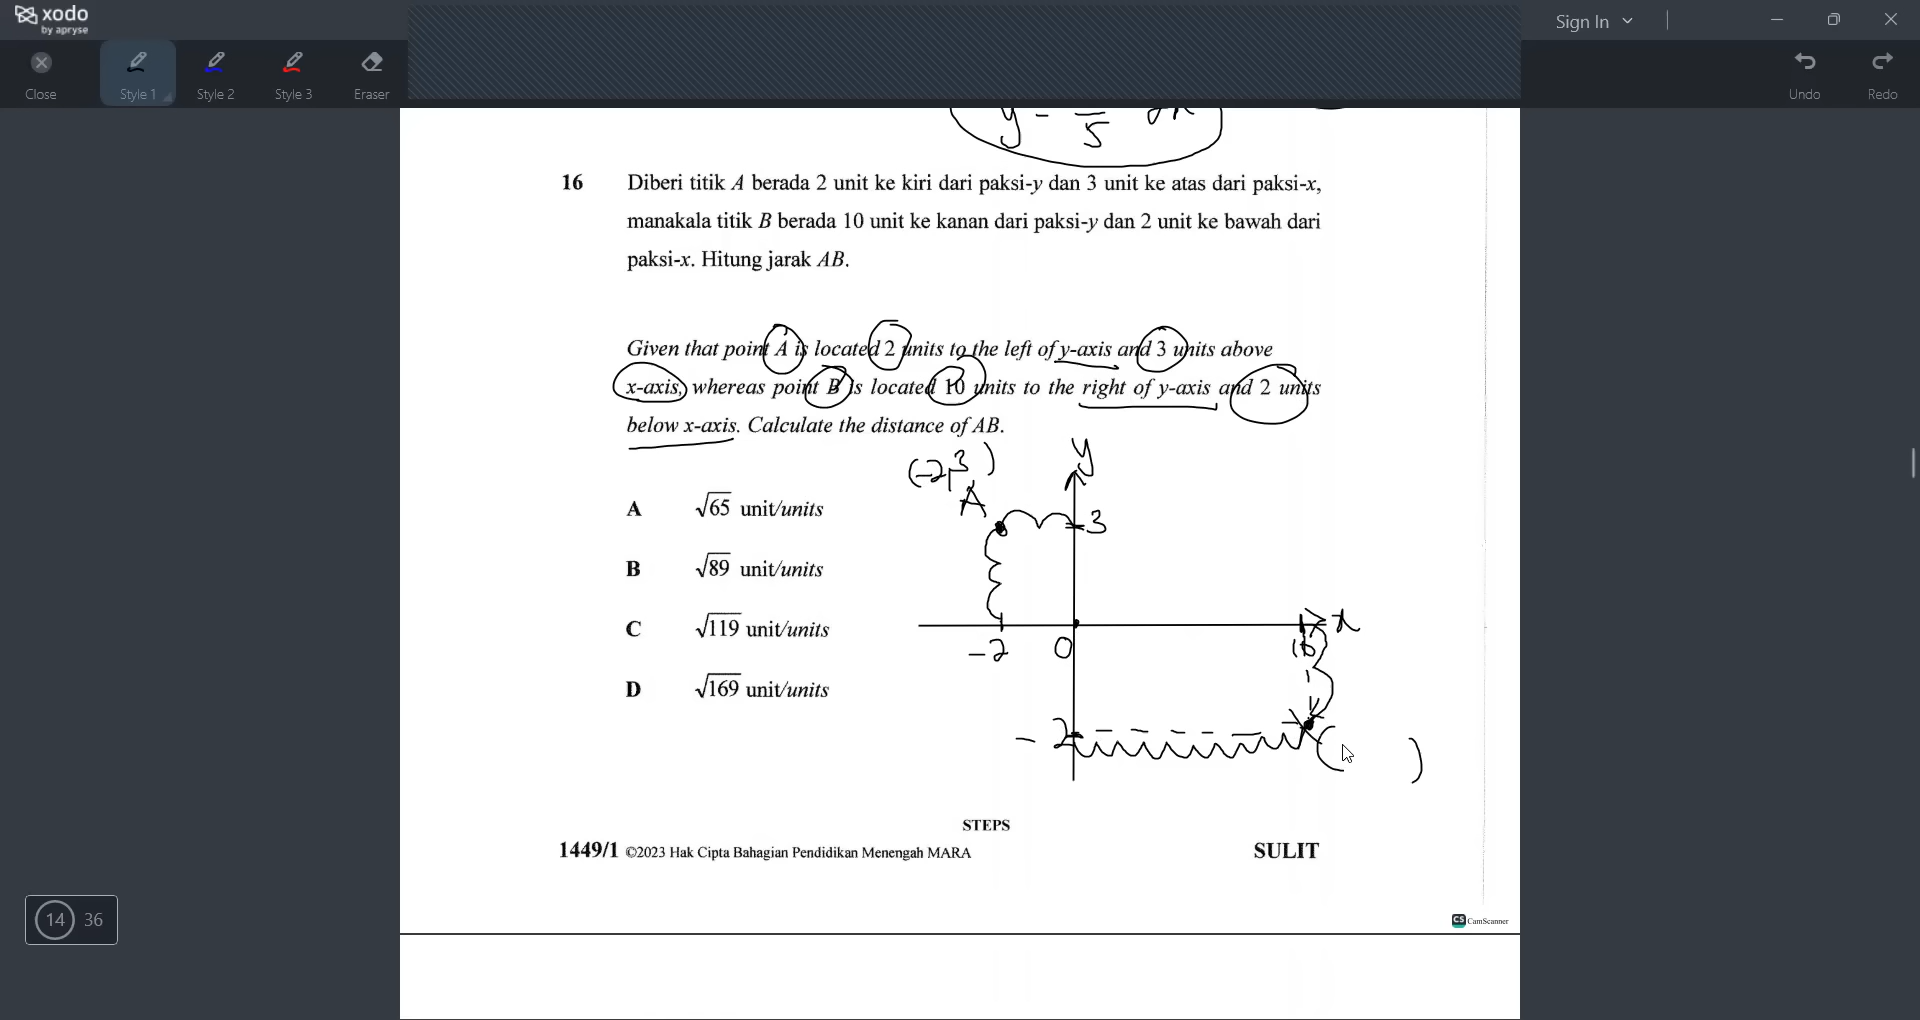 xodo
by apryse
Sign In
Close
Style 1
Style 2
Style 3
Eraser
Undo
Redo
y -
5
16 Diberi titik A berada 2 unit ke kiri dari paksi-y dan 3 unit ke atas dari paksi-x,
manakala titik B berada 10 unit ke kanan dari paksi-y dan 2 unit ke bawah dari
paksi-x. Hitung jarak AB.
Given that point A is located 2 units to the left of y-axis and 3 units above
x-axis, whereas point B is located 10 units to the right of y-axis and 2 units
below x-axis. Calculate the distance of AB.
(-2,3)
y
A
3
A √65 unit/units
B √89 unit/units
C √119 unit/units
D √169 unit/units
x
-2
0
10
-2
( )
STEPS
1449/1 ©2023 Hak Cipta Bahagian Pendidikan Menengah MARA
SULIT
14 36
CS CamScanner